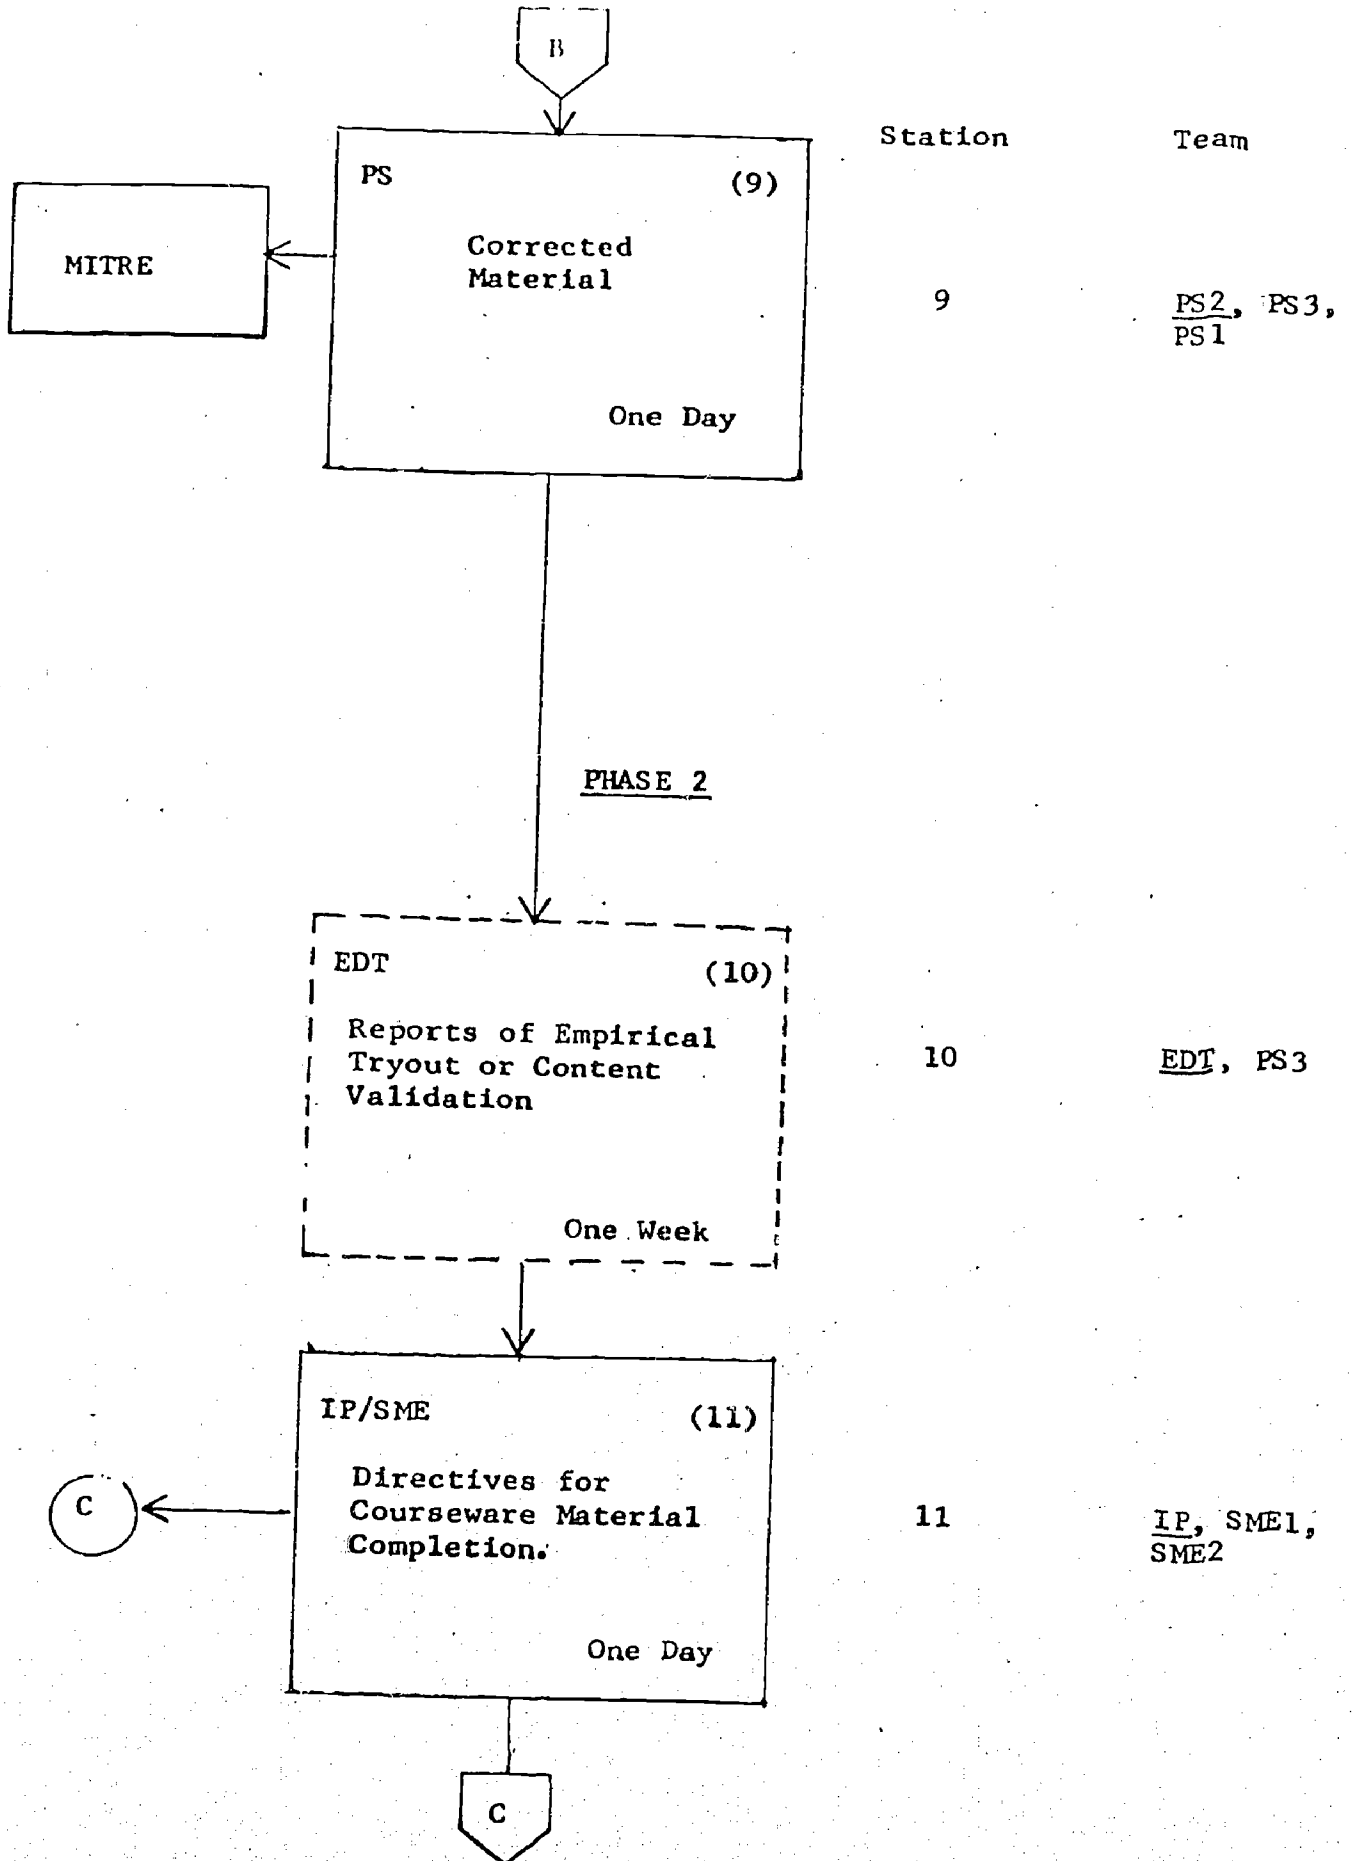 B
Station Team
PS (9)
MITRE
Corrected
Material
9 PS2, PS3,
PS1
One Day
PHASE 2
EDT (10)
Reports of Empirical
Tryout or Content
Validation
10 EDT, PS3
One Week
IP/SME (11)
Directives for
Courseware Material
Completion.
C
11 IP, SME1,
SME2
One Day
C